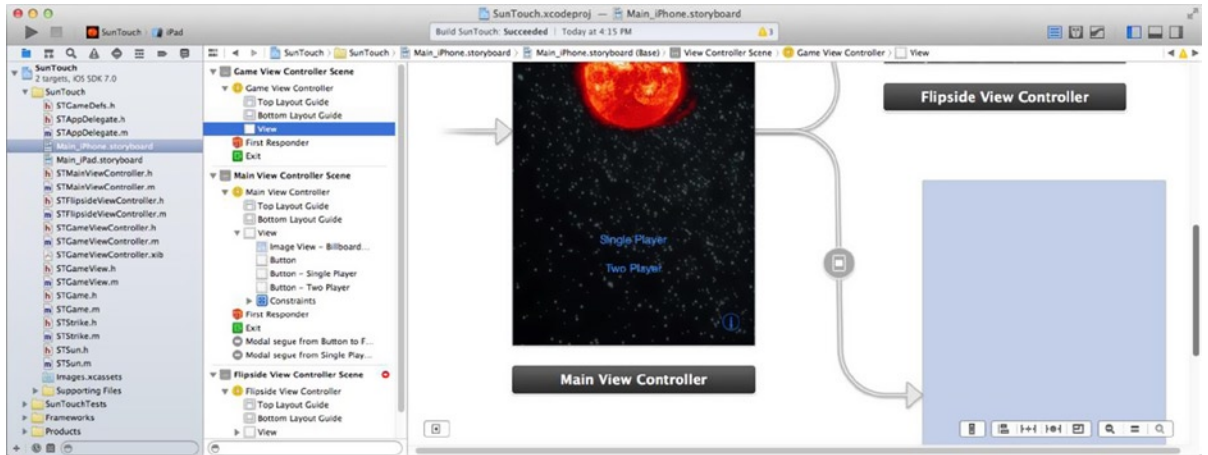 SunTouch.xcodeproj — Main_iPhone.storyboard
SunTouch
iPad
Build SunTouch: Succeeded | Today at 4:15 PM
3
SunTouch
SunTouch
Main_iPhone.storyboard
Main_iPhone.storyboard (Base)
View Controller Scene
Game View Controller
View
SunTouch
2 targets, iOS SDK 7.0
SunTouch
STGameDefs.h
STAppDelegate.h
STAppDelegate.m
Main_iPhone.storyboard
Main_iPad.storyboard
STMainViewController.h
STMainViewController.m
STFlipsideViewController.h
STFlipsideViewController.m
STGameViewController.h
STGameViewController.m
STGameViewController.xib
STGameView.h
STGameView.m
STGame.h
STGame.m
STStrike.h
STStrike.m
STSun.h
STSun.m
Images.xcassets
Supporting Files
SunTouchTests
Frameworks
Products
Game View Controller Scene
Game View Controller
Top Layout Guide
Bottom Layout Guide
View
First Responder
Exit
Main View Controller Scene
Main View Controller
Top Layout Guide
Bottom Layout Guide
View
Image View – Billboard...
Button
Button – Single Player
Button – Two Player
Constraints
First Responder
Exit
Modal segue from Button to F...
Modal segue from Single Play...
Flipside View Controller Scene
Flipside View Controller
Top Layout Guide
Bottom Layout Guide
View
Single Player
Two Player
Main View Controller
Flipside View Controller